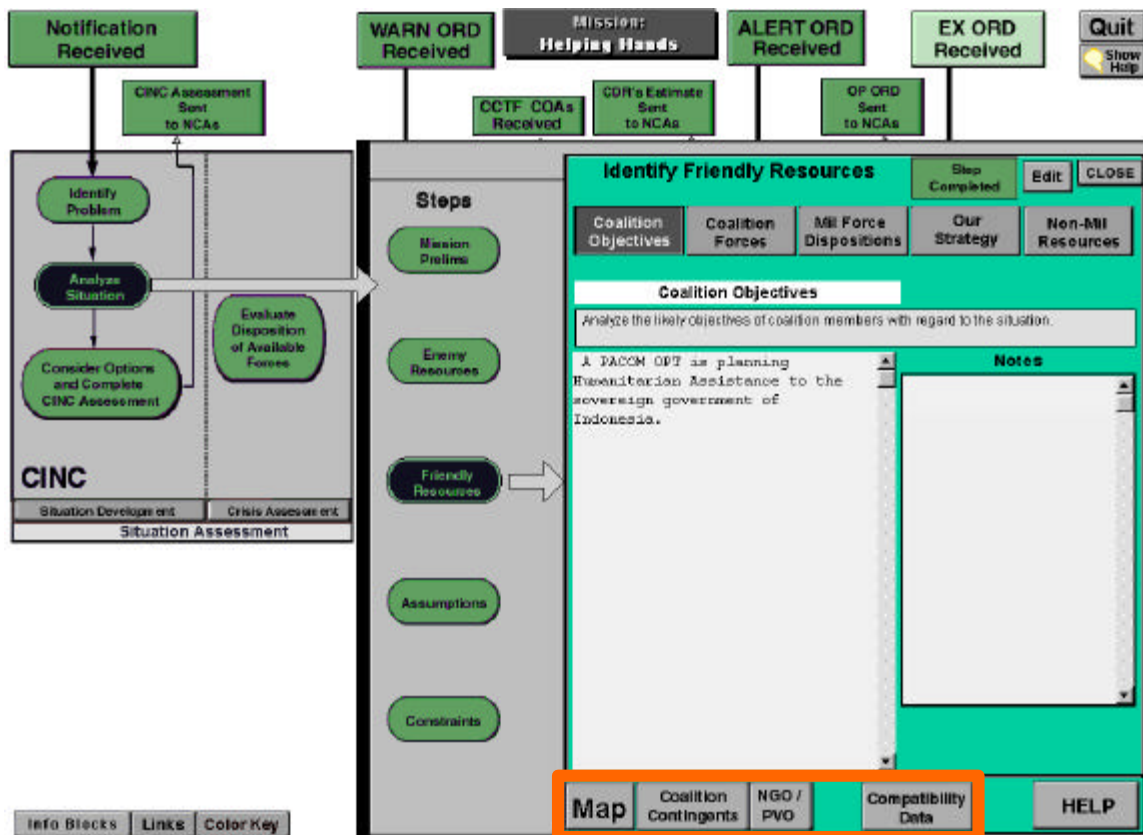 Notification
Received
WARN ORD
Received
Mission:
Helping Hands
ALERT ORD
Received
EX ORD
Received
Quit
Show
Help
CINC Assessment
Sent
to NCAs
CCTF COAs
Received
CDR's Estimate
Sent
to NCAs
OP ORD
Sent
to NCAs
Identify
Problem
Analyze
Situation
Consider Options
and Complete
CINC Assessment
Evaluate
Disposition
of Available
Forces
CINC
Situation Development
Crisis Assessment
Situation Assessment
Steps
Mission
Prelims
Enemy
Resources
Friendly
Resources
Assumptions
Constraints
Identify Friendly Resources
Step
Completed
Edit
CLOSE
Coalition
Objectives
Coalition
Forces
Mil Force
Dispositions
Our
Strategy
Non-Mil
Resources
Coalition Objectives
Analyze the likely objectives of coalition members with regard to the situation.
A PACOM OPT is planning
Humanitarian Assistance to the
sovereign government of
Indonesia.
Notes
Map
Coalition
Contingents
NGO /
PVO
Compatibility
Data
HELP
Info Blocks
Links
Color Key